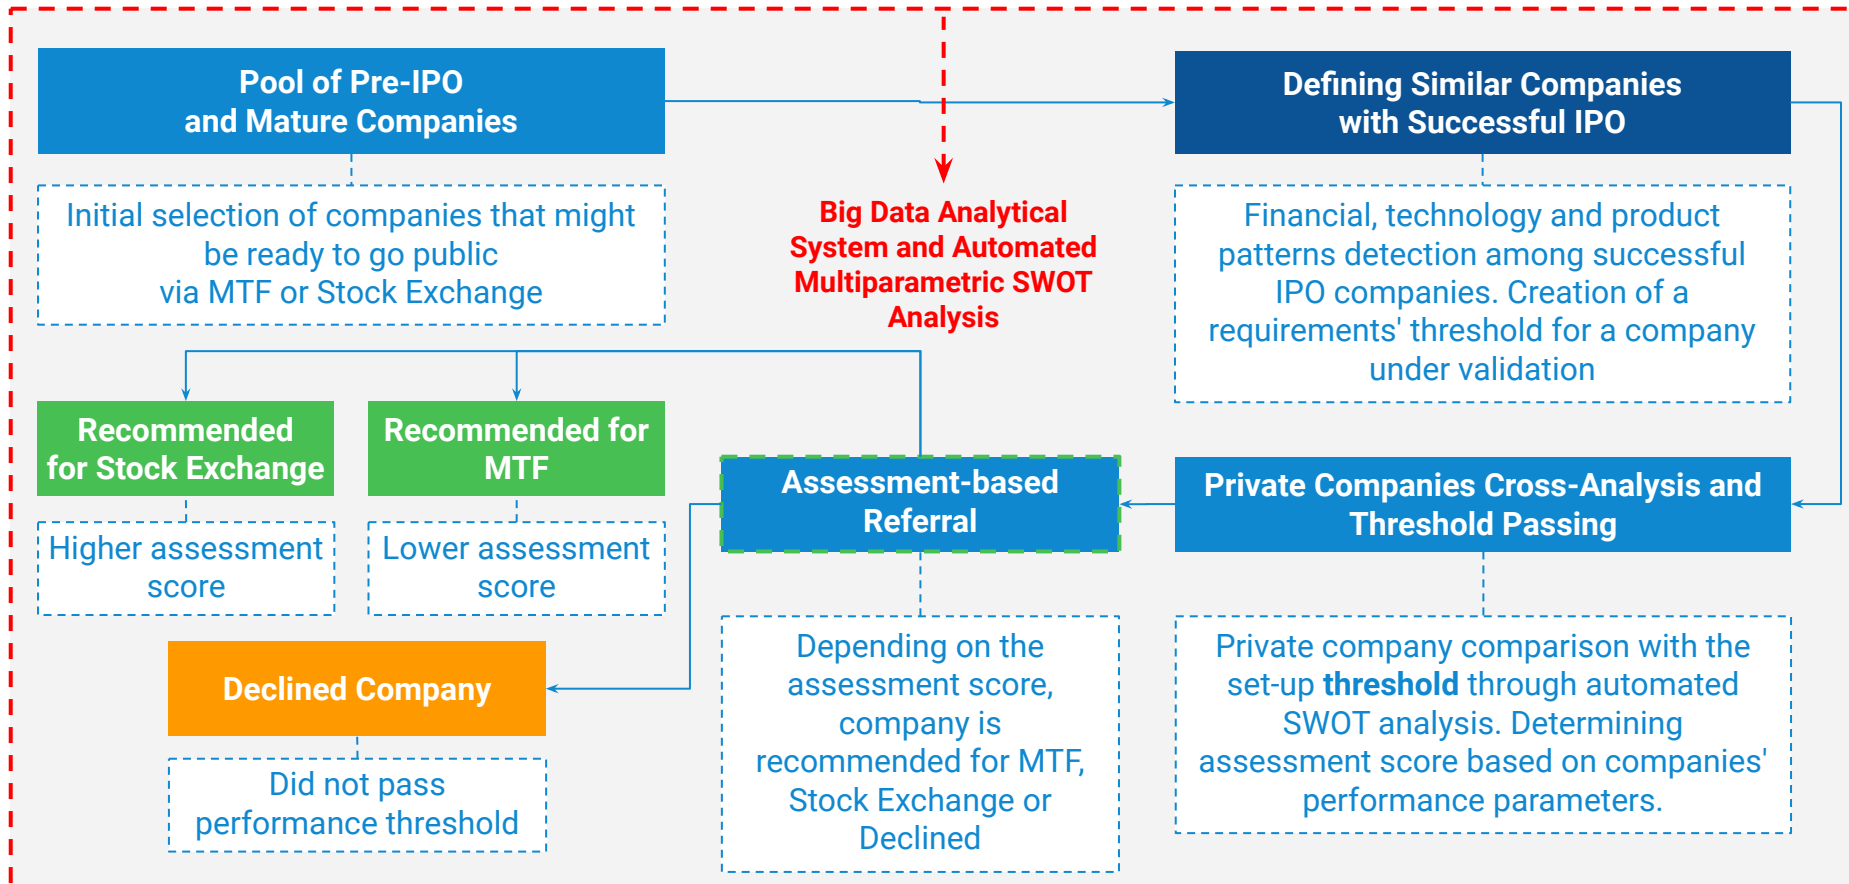 Pool of Pre-IPO
and Mature Companies
Initial selection of companies that might
be ready to go public
via MTF or Stock Exchange
Big Data Analytical
System and Automated
Multiparametric SWOT
Analysis
Defining Similar Companies
with Successful IPO
Financial, technology and product
patterns detection among successful
IPO companies. Creation of a
requirements' threshold for a company
under validation
Recommended
for Stock Exchange
Higher assessment
score
Recommended for
MTF
Lower assessment
score
Assessment-based
Referral
Depending on the
assessment score,
company is
recommended for MTF,
Stock Exchange or
Declined
Private Companies Cross-Analysis and
Threshold Passing
Private company comparison with the
set-up threshold through automated
SWOT analysis. Determining
assessment score based on companies'
performance parameters.
Declined Company
Did not pass
performance threshold